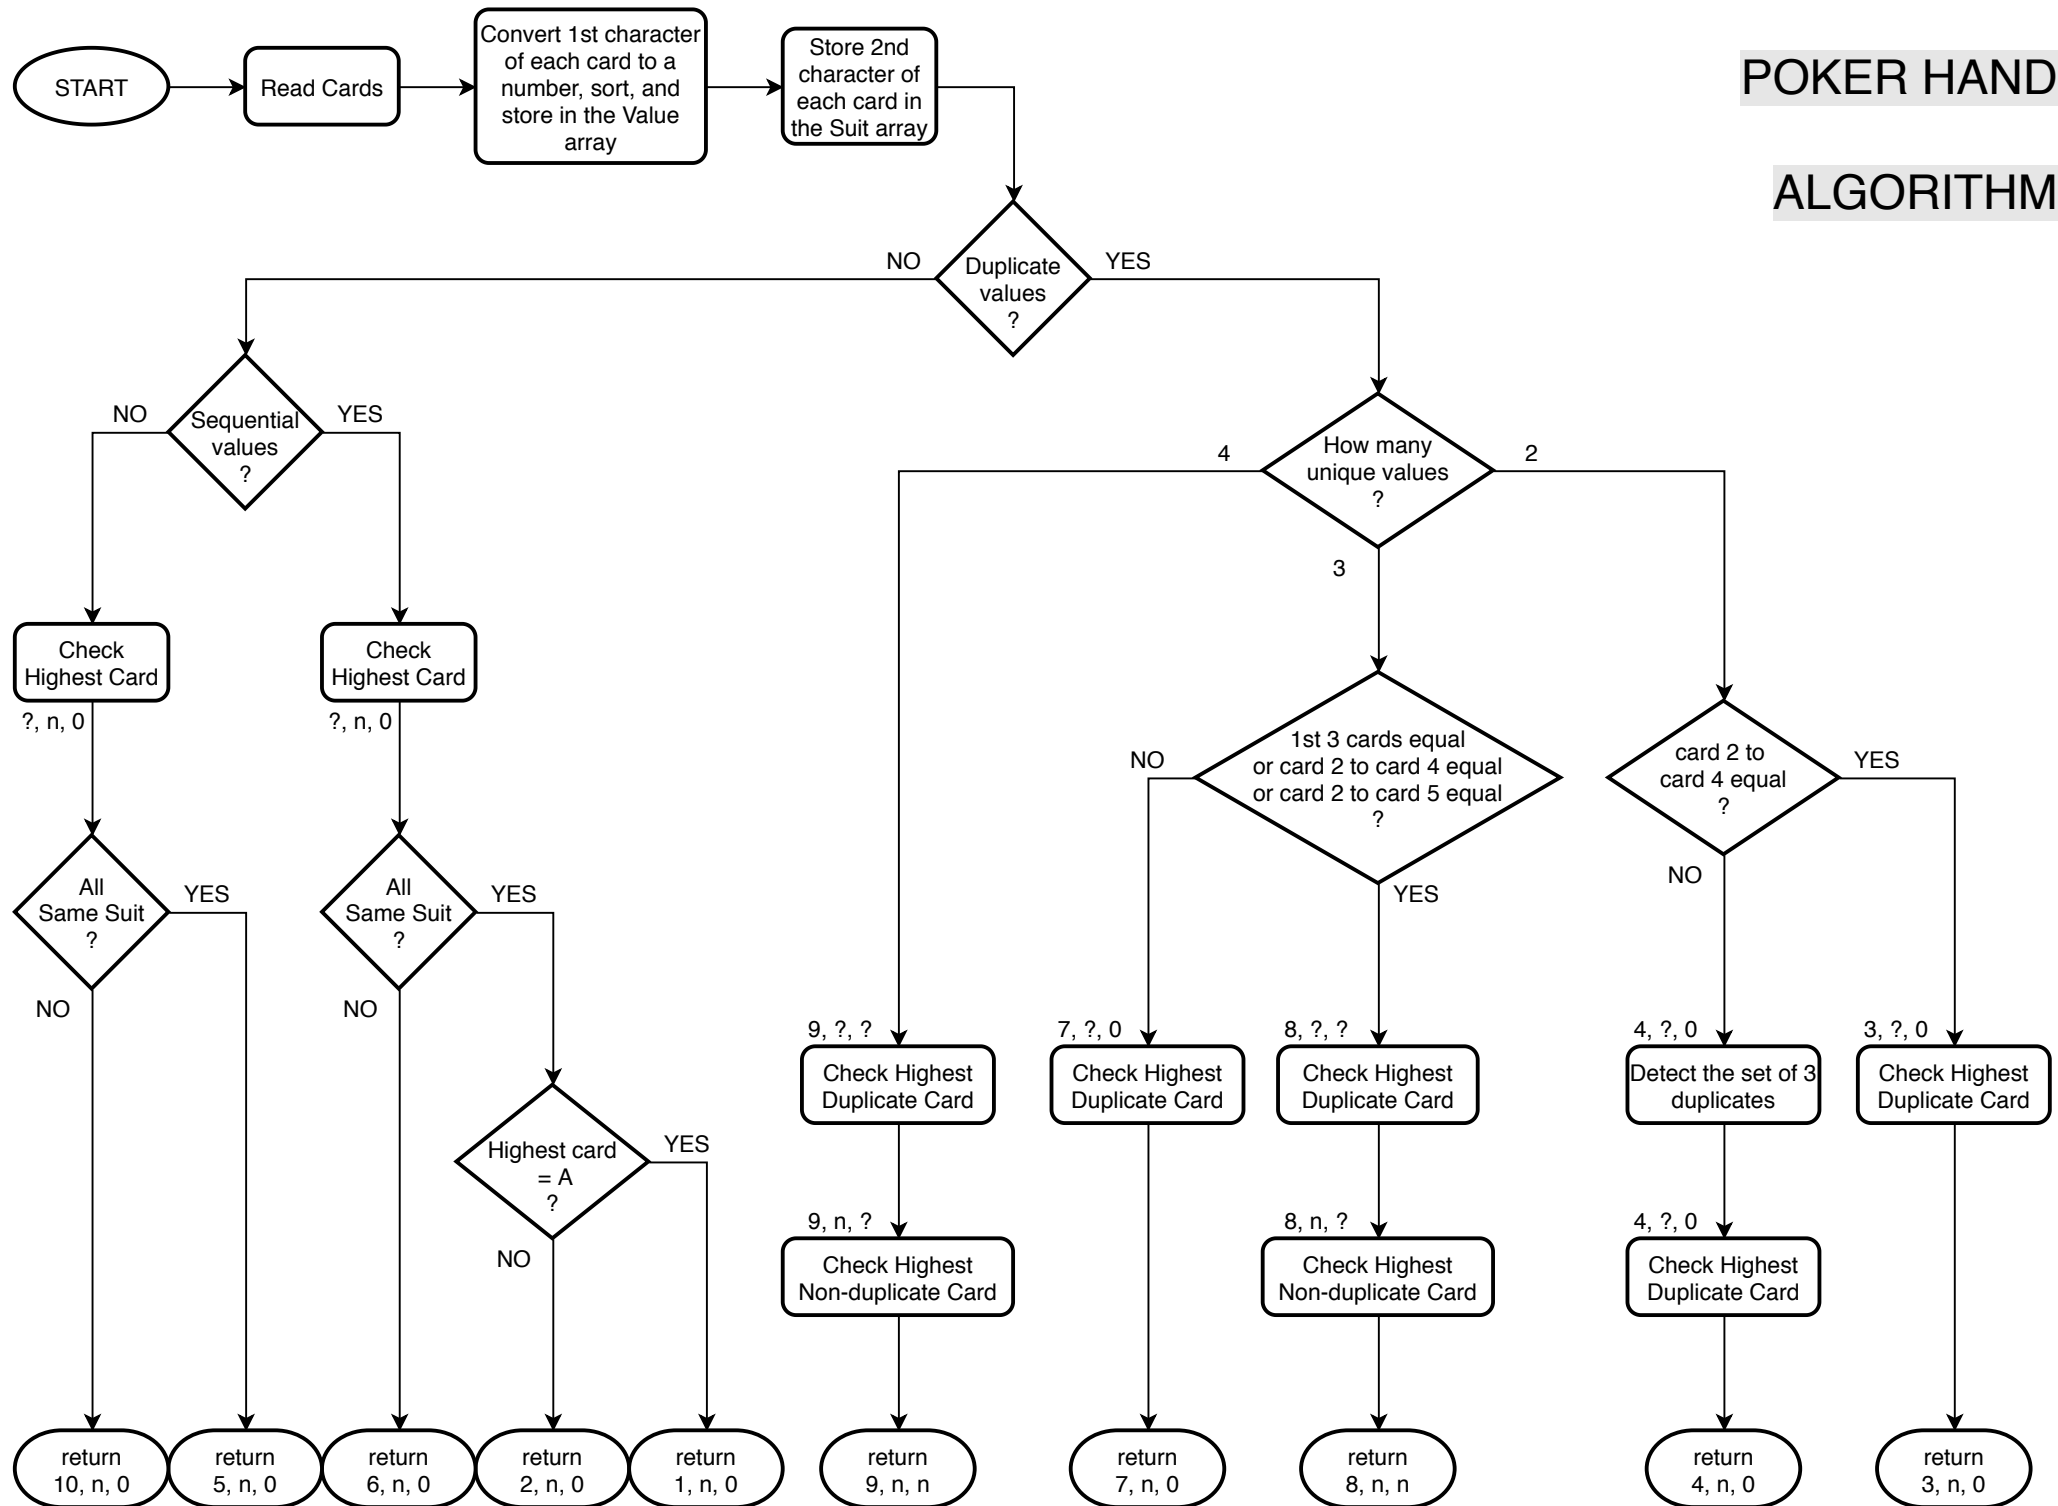 POKER HAND
ALGORITHM
START
Read Cards
Convert 1st character
of each card to a
number, sort, and
store in the Value
array
Store 2nd
character of
each card in
the Suit array
NO
Duplicate
values
?
YES
NO
Sequential
values
?
YES
4
How many
unique values
?
2
3
Check
Highest Card
?, n, 0
Check
Highest Card
?, n, 0
NO
1st 3 cards equal
or card 2 to card 4 equal
or card 2 to card 5 equal
?
YES
card 2 to
card 4 equal
?
YES
NO
All
Same Suit
?
YES
NO
All
Same Suit
?
YES
NO
Highest card
= A
?
YES
NO
9, ?, ?
Check Highest
Duplicate Card
7, ?, 0
Check Highest
Duplicate Card
8, ?, ?
Check Highest
Duplicate Card
4, ?, 0
Detect the set of 3
duplicates
3, ?, 0
Check Highest
Duplicate Card
9, n, ?
Check Highest
Non-duplicate Card
8, n, ?
Check Highest
Non-duplicate Card
4, ?, 0
Check Highest
Duplicate Card
return
10, n, 0
return
5, n, 0
return
6, n, 0
return
2, n, 0
return
1, n, 0
return
9, n, n
return
7, n, 0
return
8, n, n
return
4, n, 0
return
3, n, 0